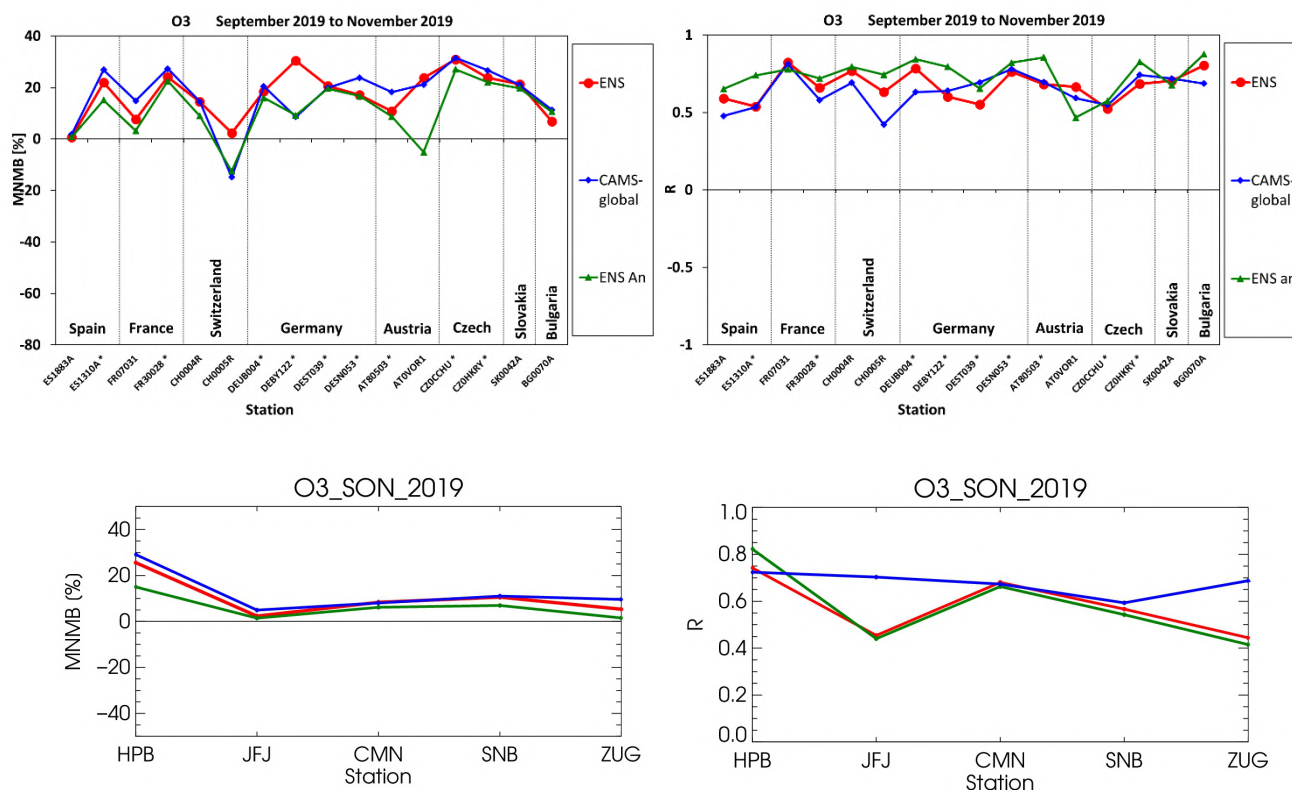 O3 September 2019 to November 2019
MNMB [%]
40
20
0
-20
-40
-60
-80
Spain
France
Switzerland
Germany
Austria
Czech
Slovakia
Bulgaria
ES1883A
ES1310A *
FR07031
FR30028 *
CH0004R
CH0005R
DEUB004 *
DEBY122 *
DEST039 *
DESN053 *
AT80503 *
AT0VOR1
CZ0CCHU *
CZ0HKRY *
SK0042A
BG0070A
Station
ENS
CAMS-
global
ENS An
O3 September 2019 to November 2019
R
1
0.5
0
-0.5
-1
Spain
France
Switzerland
Germany
Austria
Czech
Slovakia
Bulgaria
ES1883A
ES1310A *
FR07031
FR30028 *
CH0004R
CH0005R
DEUB004 *
DEBY122 *
DEST039 *
DESN053 *
AT80503 *
AT0VOR1
CZ0CCHU *
CZ0HKRY *
SK0042A
BG0070A
Station
ENS
CAMS-
global
ENS an
O3_SON_2019
MNMB (%)
40
20
0
-20
-40
HPB JFJ CMN SNB ZUG
Station
O3_SON_2019
R
1.0
0.8
0.6
0.4
0.2
0.0
HPB JFJ CMN SNB ZUG
Station